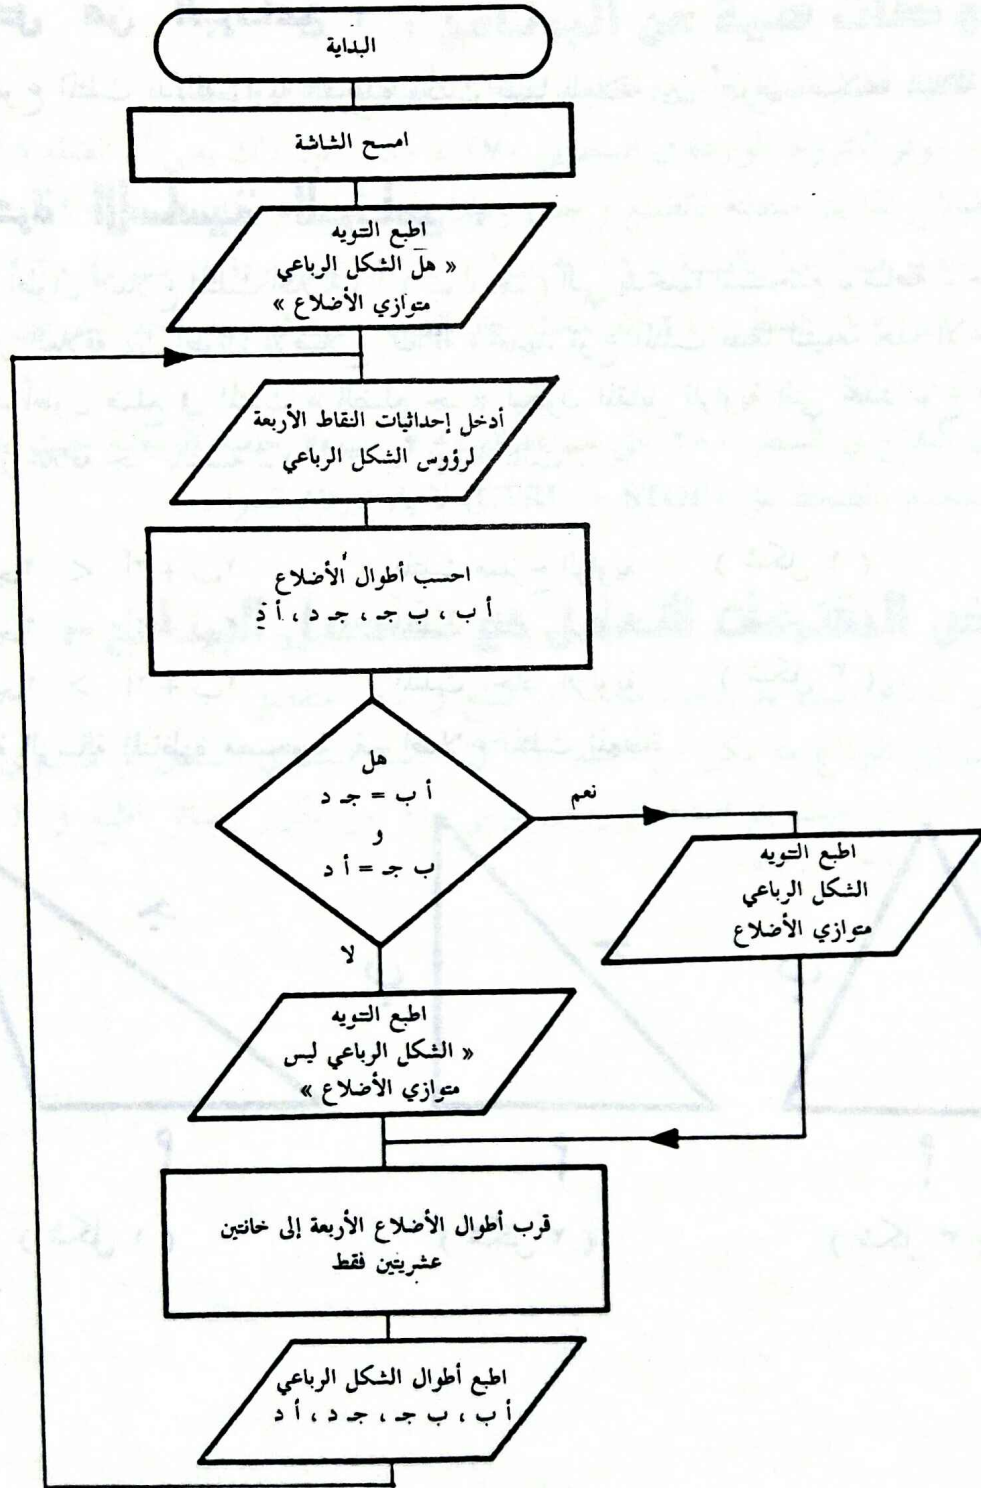 البداية
امسح الشاشة
اطبع التنويه
« هل الشكل الرباعي
متوازي الأضلاع »
أدخل إحداثيات النقاط الأربعة
لرؤوس الشكل الرباعي
احسب أطوال الأضلاع
أ ب ، ب جـ ، جـ د ، أ د
هل
أ ب = جـ د
و
ب جـ = أ د
نعم
اطبع التنويه
الشكل الرباعي
متوازي الأضلاع
لا
اطبع التنويه
« الشكل الرباعي ليس
متوازي الأضلاع »
قرب أطوال الأضلاع الأربعة إلى خانتين
عشريتين فقط
اطبع أطوال الشكل الرباعي
أ ب ، ب جـ ، جـ د ، أ د